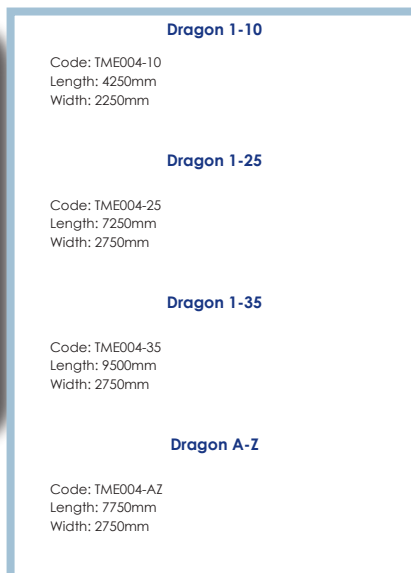 Dragon 1-10
Code: TME004-10
Length: 4250mm
Width: 2250mm
Dragon 1-25
Code: TME004-25
Length: 7250mm
Width: 2750mm
Dragon 1-35
Code: TME004-35
Length: 9500mm
Width: 2750mm
Dragon A-Z
Code: TME004-AZ
Length: 7750mm
Width: 2750mm